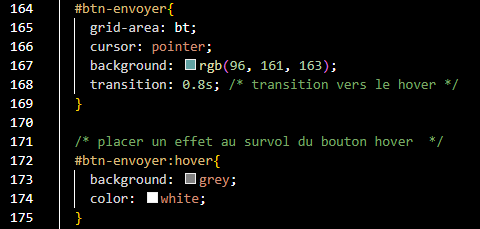 164 #btn-envoyer{
165 grid-area: bt;
166 cursor: pointer;
167 background: rgb(96, 161, 163);
168 transition: 0.8s; /* transition vers le hover */
169 }
170
171 /* placer un effet au survol du bouton hover  */
172 #btn-envoyer:hover{
173 background: grey;
174 color: white;
175 }